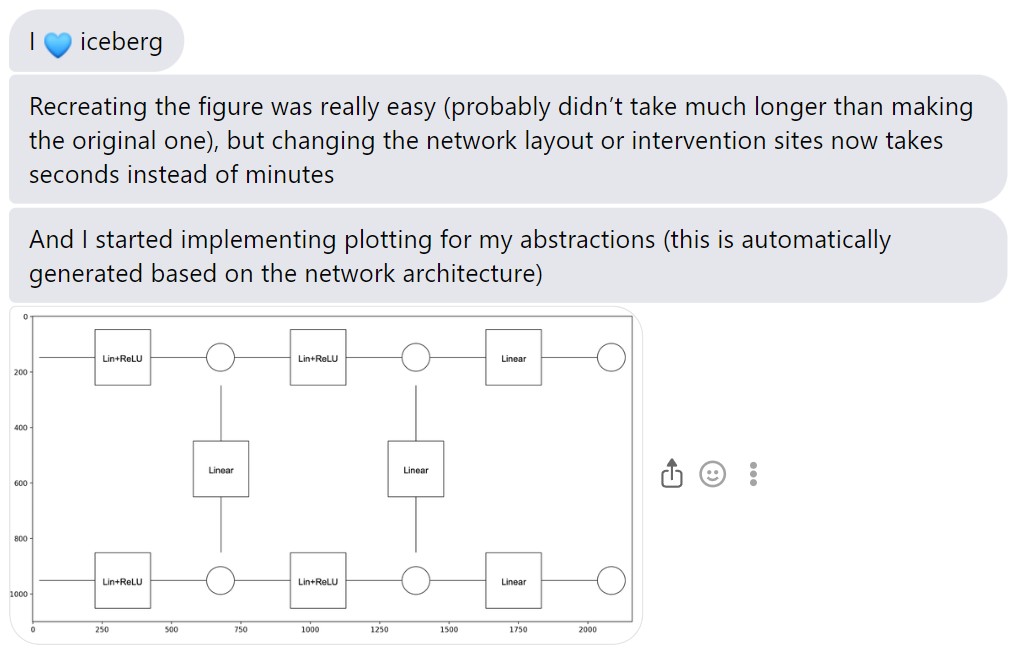 I 💙 iceberg
Recreating the figure was really easy (probably didn’t take much longer than making
the original one), but changing the network layout or intervention sites now takes
seconds instead of minutes
And I started implementing plotting for my abstractions (this is automatically
generated based on the network architecture)
0
Lin+ReLU Lin+ReLU Linear
200
400
Linear Linear
600
800
Lin+ReLU Lin+ReLU Linear
1000
0 250 500 750 1000 1250 1500 1750 2000